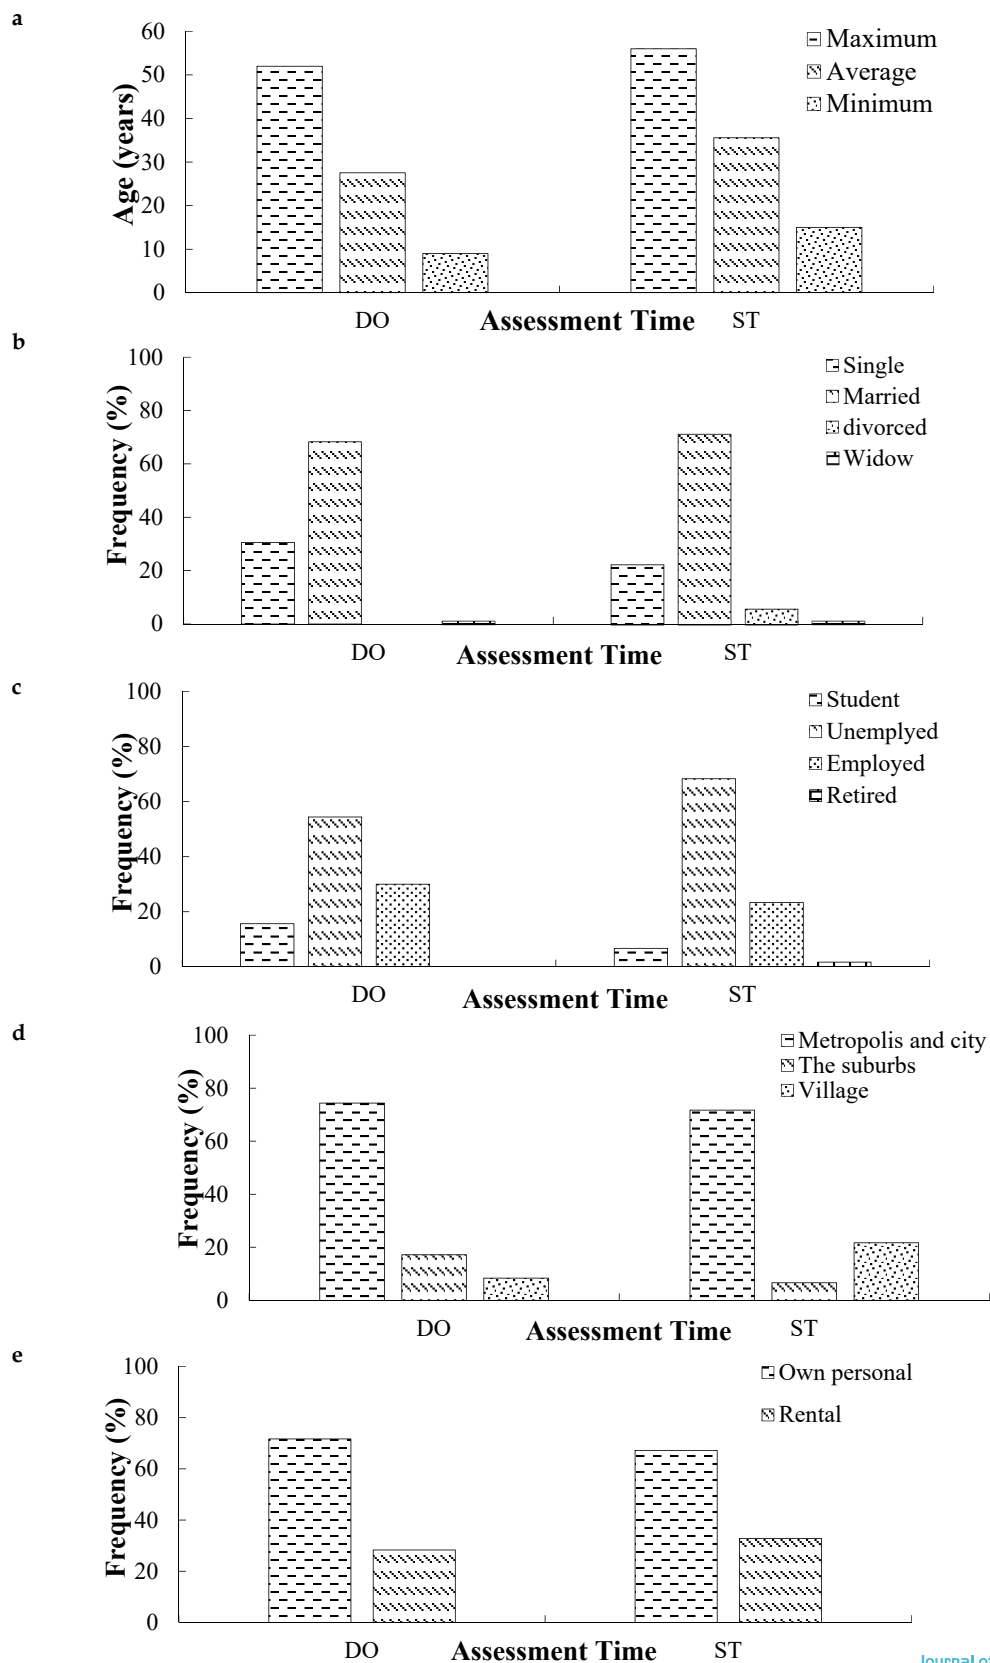 a
60
50
40
30
20
10
0
Age (years)
Maximum
Average
Minimum
DO Assessment Time ST
b
100
80
60
40
20
0
Frequency (%)
Single
Married
divorced
Widow
DO Assessment Time ST
c
100
80
60
40
20
0
Frequency (%)
Student
Unemplyed
Employed
Retired
DO Assessment Time ST
d
100
80
60
40
20
0
Frequency (%)
Metropolis and city
The suburbs
Village
DO Assessment Time ST
e
100
80
60
40
20
0
Frequency (%)
Own personal
Rental
DO Assessment Time ST
Journal of